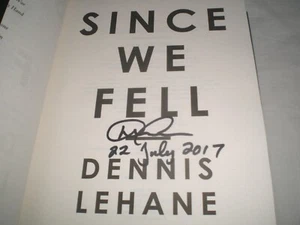 SINCE
WE
FELL
22 July 2017
DENNIS
LEHANE